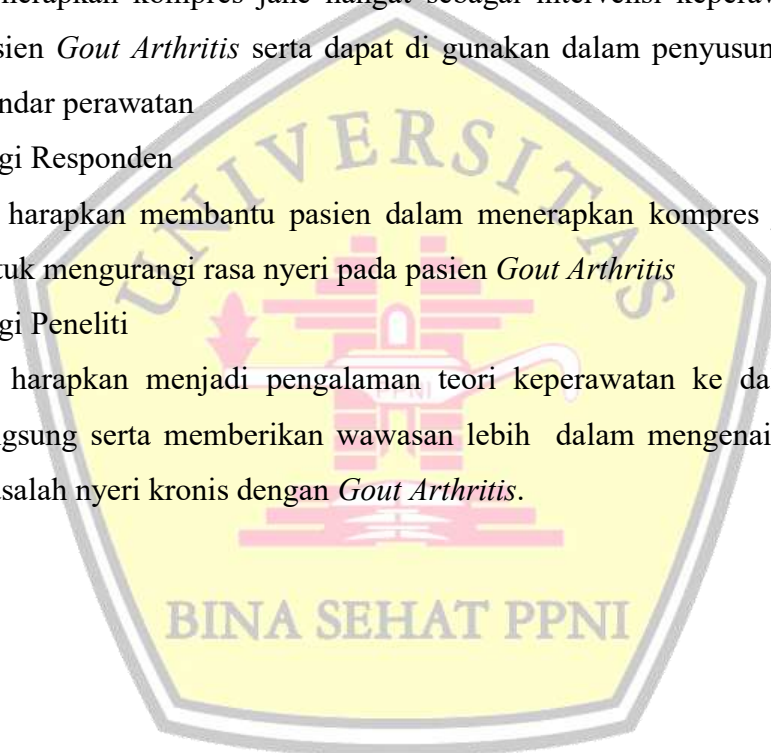 nerapkan kompres jahe hangat sebagai intervensi keperaw
sien Gout Arthritis serta dapat di gunakan dalam penyusun
ndar perawatan
gi Responden
harapkan membantu pasien dalam menerapkan kompres
tuk mengurangi rasa nyeri pada pasien Gout Arthritis
gi Peneliti
harapkan menjadi pengalaman teori keperawatan ke da
ngsung serta memberikan wawasan lebih dalam mengenai
asalah nyeri kronis dengan Gout Arthritis.
UNIVERSITAS
PPNI
BINA SEHAT PPNI